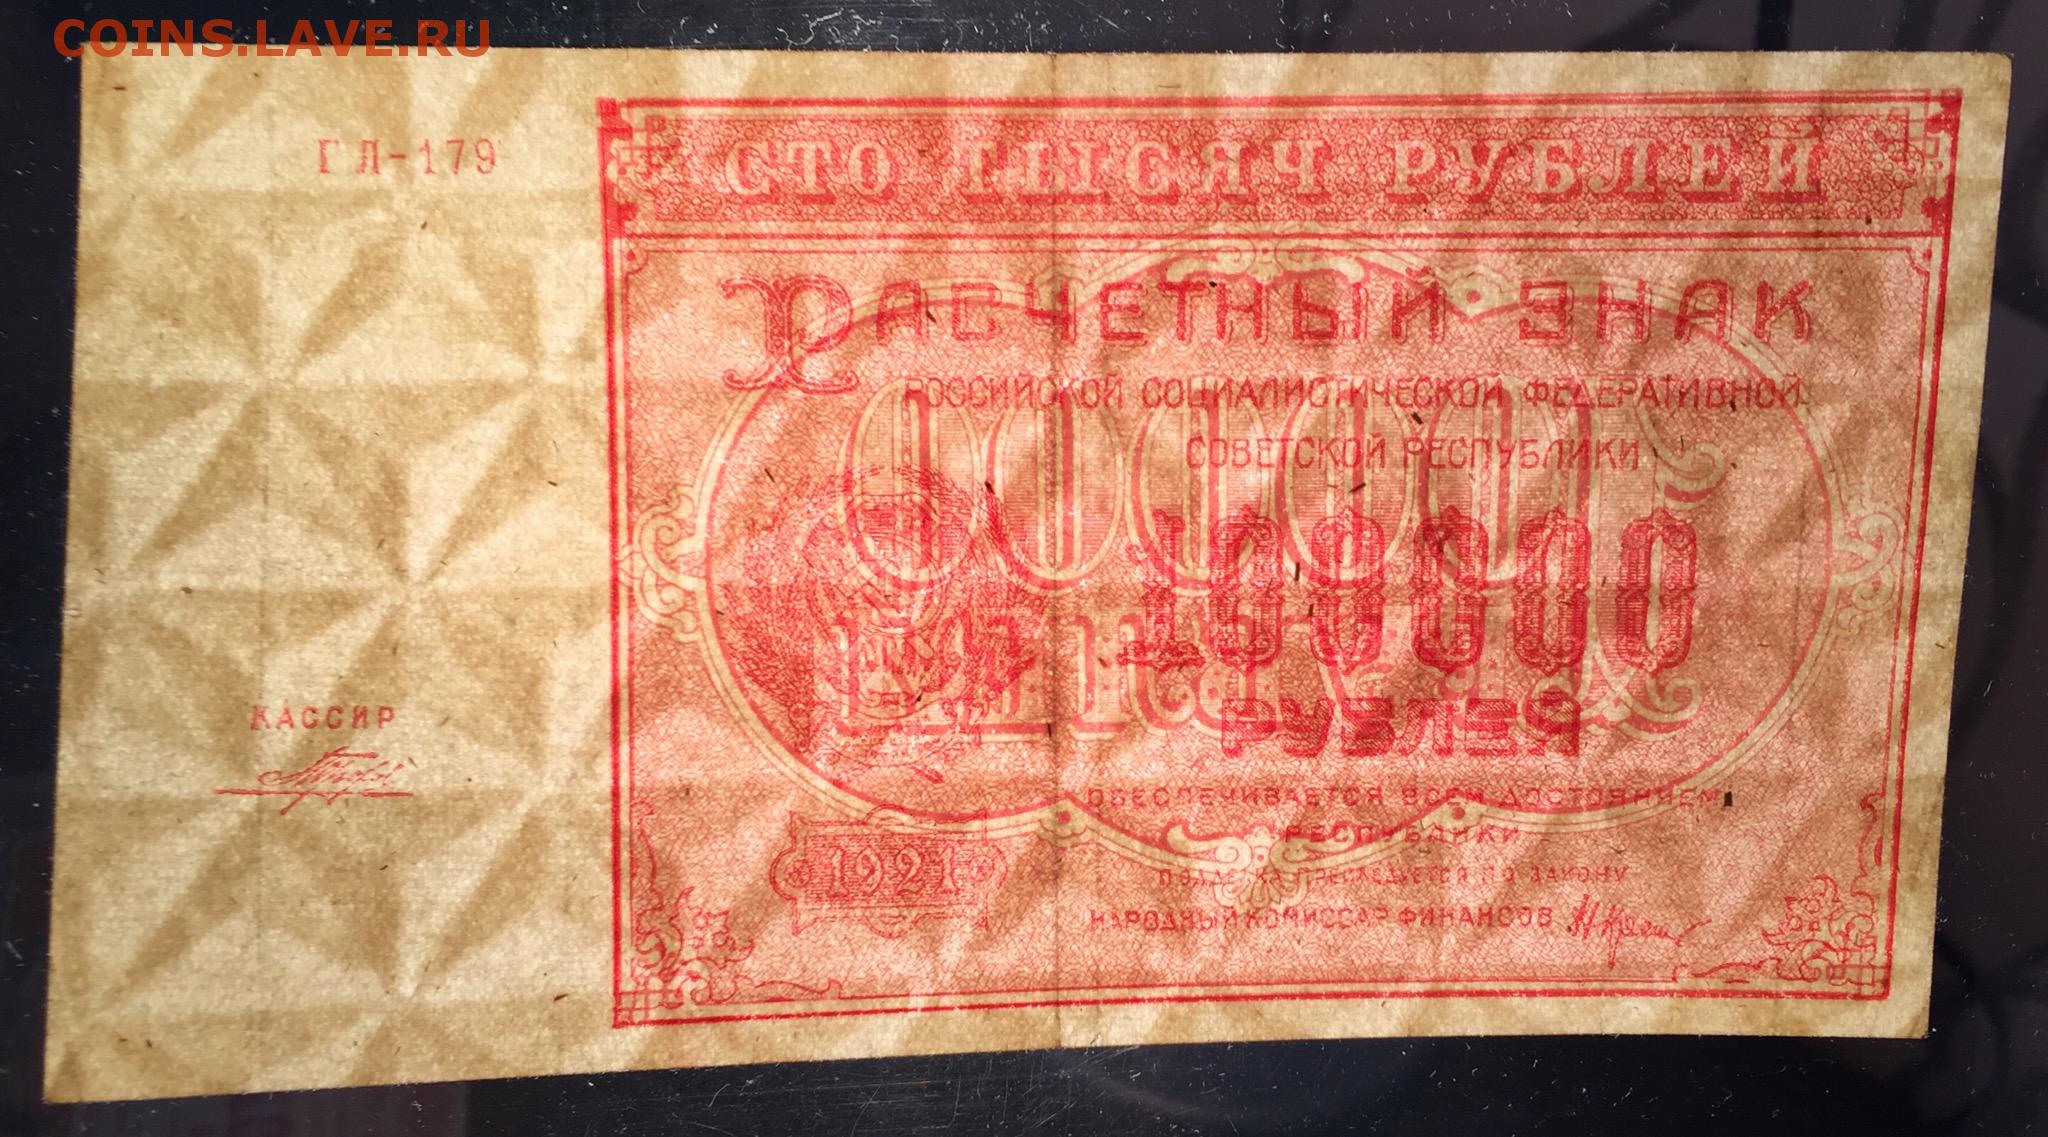 COINS.LAVE.RU
ГЛ-179
СТО ТЫСЯЧ РУБЛЕЙ
РАСЧЕТНЫЙ ЗНАК
РОССИЙСКОЙ СОЦИАЛИСТИЧЕСКОЙ ФЕДЕРАТИВНОЙ
СОВЕТСКОЙ РЕСПУБЛИКИ
100000
РУБЛЕЙ
КАССИР
ОБЕСПЕЧИВАЕТСЯ ВСЕМ ДОСТОЯНИЕМ
РЕСПУБЛИКИ
1921
ПОДДЕЛКА ПРЕСЛЕДУЕТСЯ ПО ЗАКОНУ
НАРОДНЫЙ КОМИССАР ФИНАНСОВ